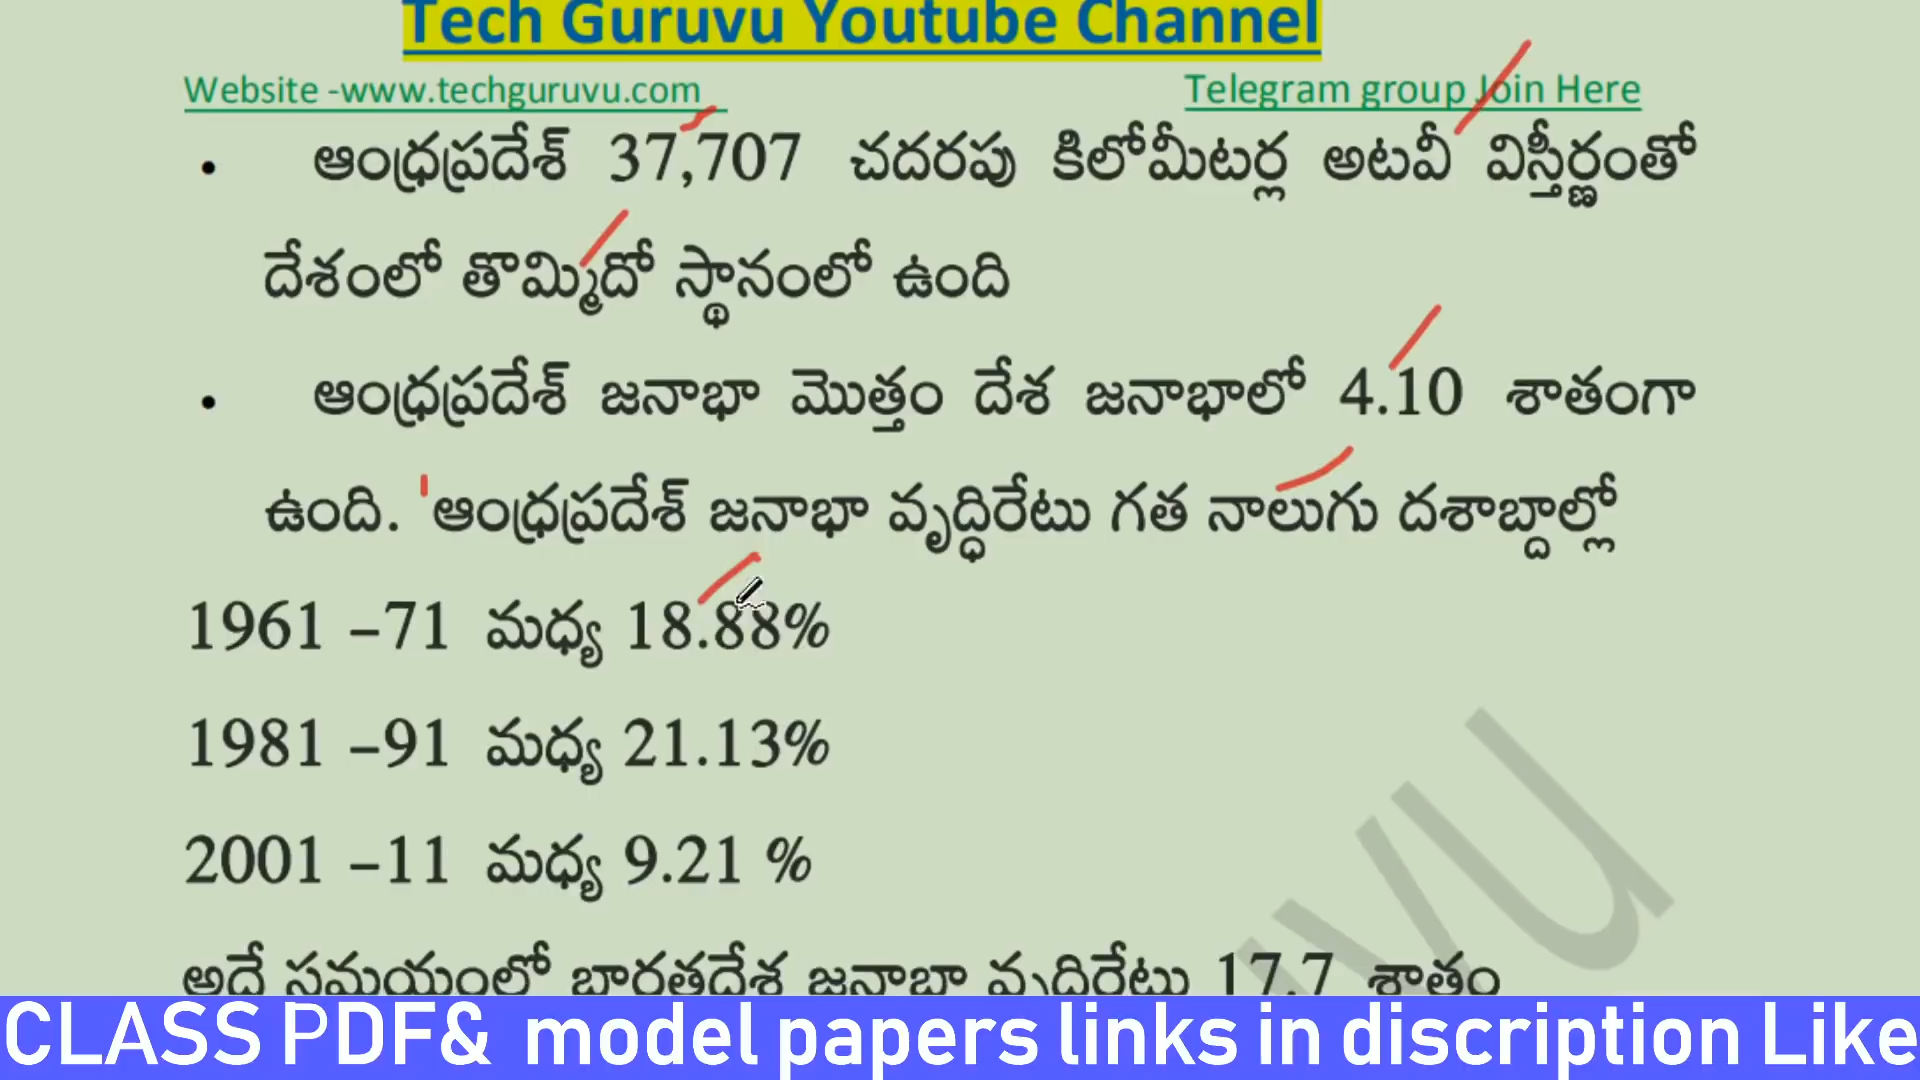 Tech Guruvu Youtube Channel
Website -www.techguruvu.com Telegram group Join Here
• ఆంధ్రప్రదేశ్ 37,707 చదరపు కిలోమీటర్ల అటవీ విస్తీర్ణంతో
దేశంలో తొమ్మిదో స్థానంలో ఉంది
• ఆంధ్రప్రదేశ్ జనాభా మొత్తం దేశ జనాభాలో 4.10 శాతంగా
ఉంది. ఆంధ్రప్రదేశ్ జనాభా వృద్ధిరేటు గత నాలుగు దశాబ్దాల్లో
1961 –71 మధ్య 18.88%
1981 –91 మధ్య 21.13%
2001 –11 మధ్య 9.21 %
అదే సమయంలో భారతదేశ జనాభా వృద్ధిరేటు 17.7 శాతం
vu
CLASS PDF& model papers links in discription Like